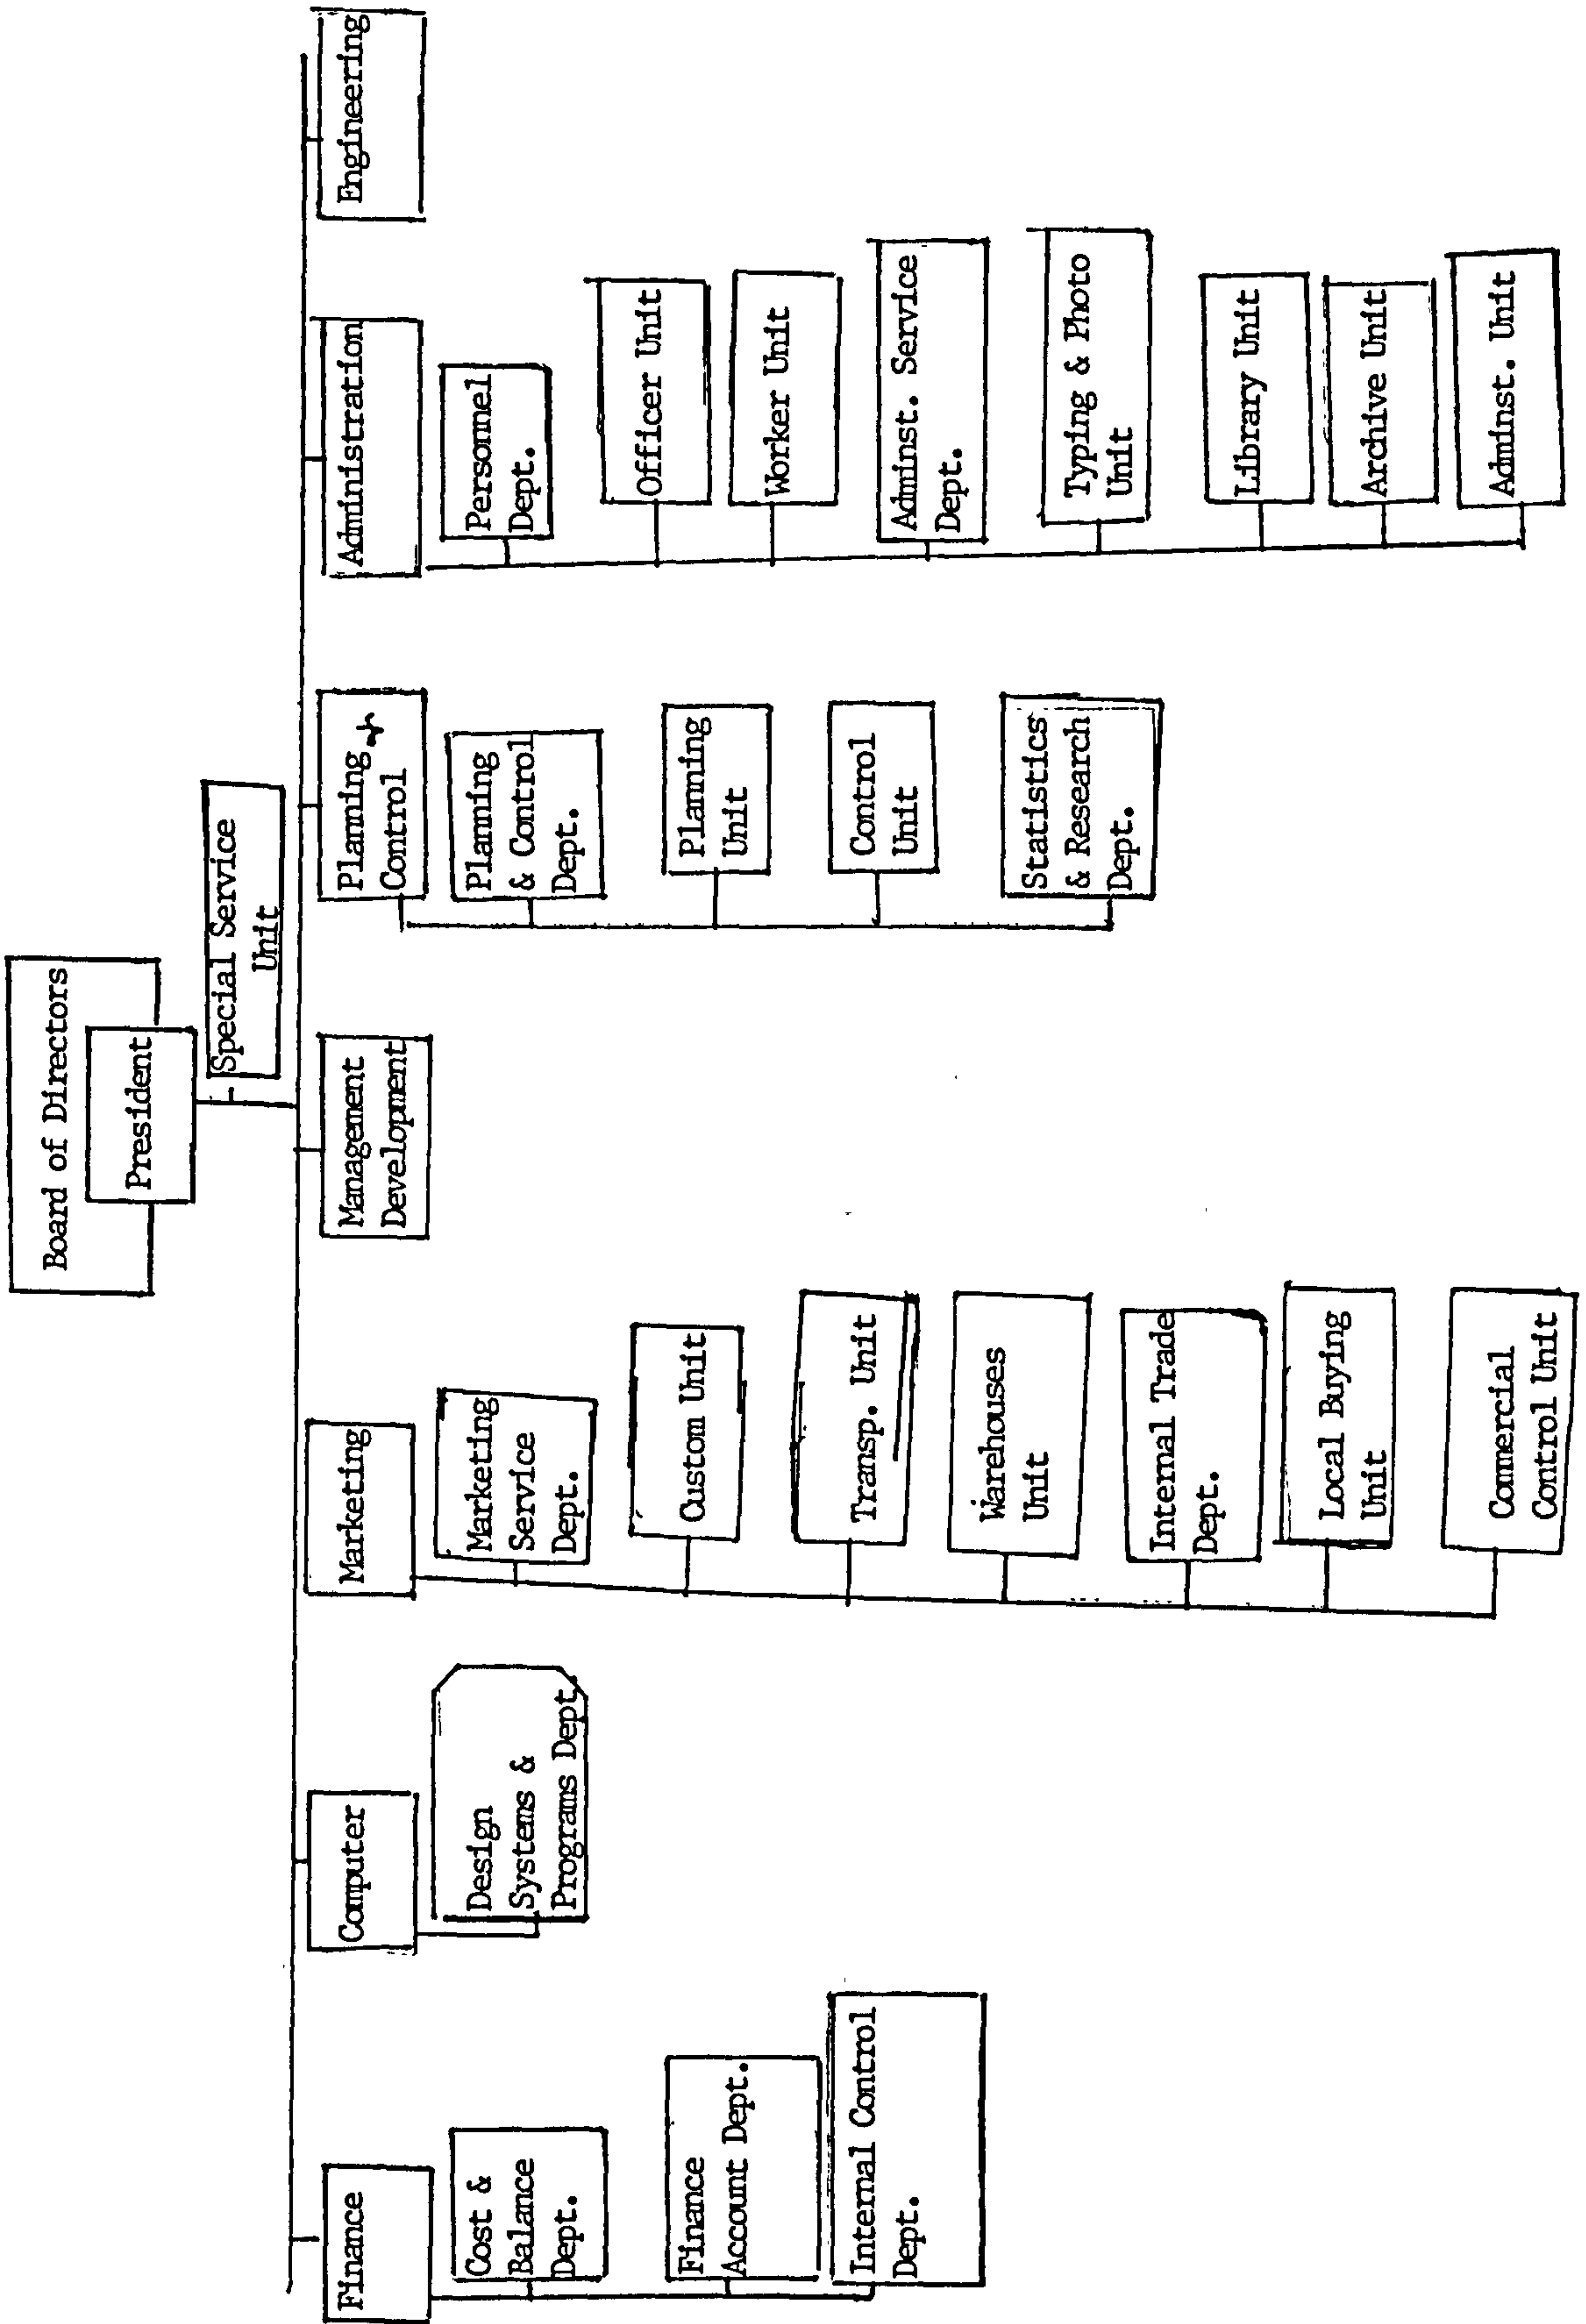 Board of Directors
President
Special Service
Unit
Finance
Cost &
Balance
Dept.
Finance
Account Dept.
Internal Control
Dept.
Computer
Design
Systems &
Programs Dept.
Marketing
Marketing
Service
Dept.
Custom Unit
Transp. Unit
Warehouses
Unit
Internal Trade
Dept.
Local Buying
Unit
Commercial
Control Unit
Management
Development
Planning +
Control
Planning
& Control
Dept.
Planning
Unit
Control
Unit
Statistics
& Research
Dept.
Administration
Personnel
Dept.
Officer Unit
Worker Unit
Adminst. Service
Dept.
Typing & Photo
Unit
Library Unit
Archive Unit
Adminst. Unit
Engineering